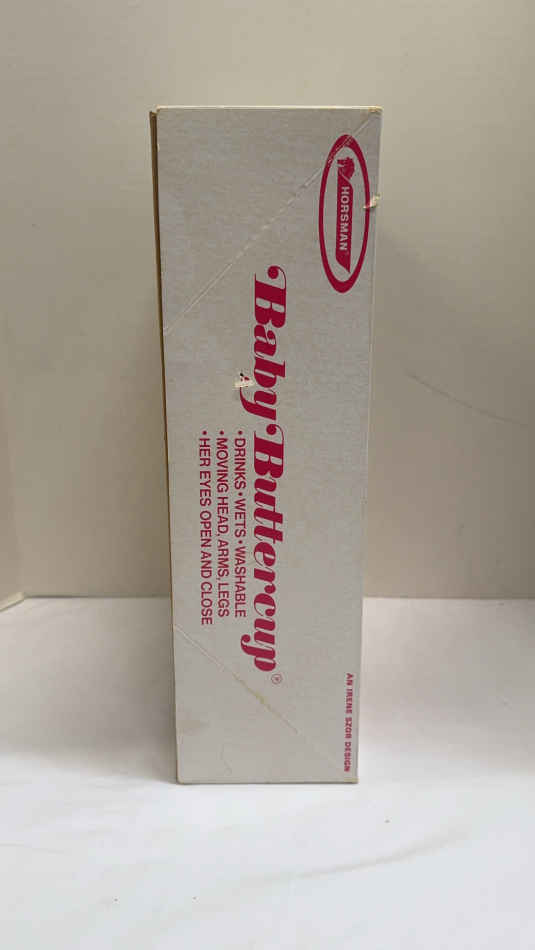 HORSMAN
Baby Buttercup®
•DRINKS•WETS•WASHABLE
•MOVING HEAD, ARMS, LEGS
•HER EYES OPEN AND CLOSE
AN IRENE SZOR DESIGN